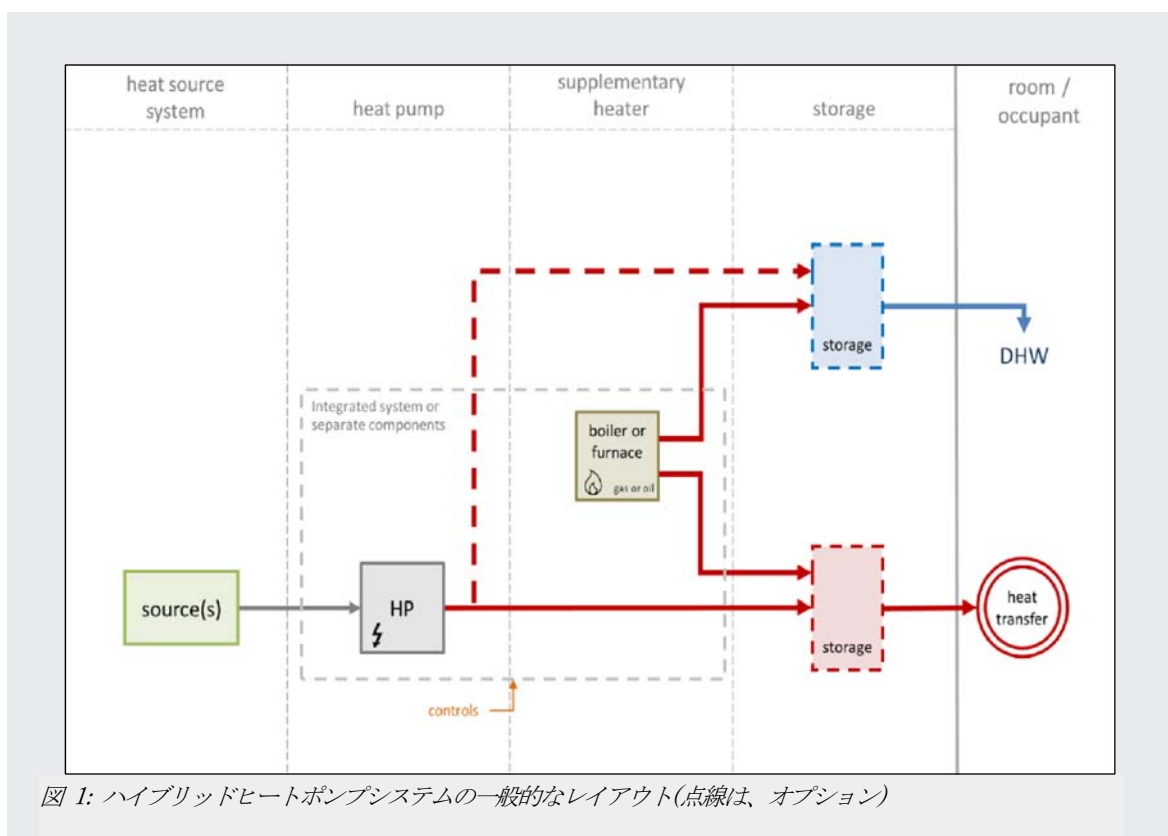 heat source
system
heat pump
supplementary
heater
storage
room /
occupant
storage
DHW
Integrated system or
separate components
boiler or
furnace
gas or oil
source(s)
HP
heat
transfer
storage
controls
図 1: ハイブリッドヒートポンプシステムの一般的なレイアウト(点線は、オプション)